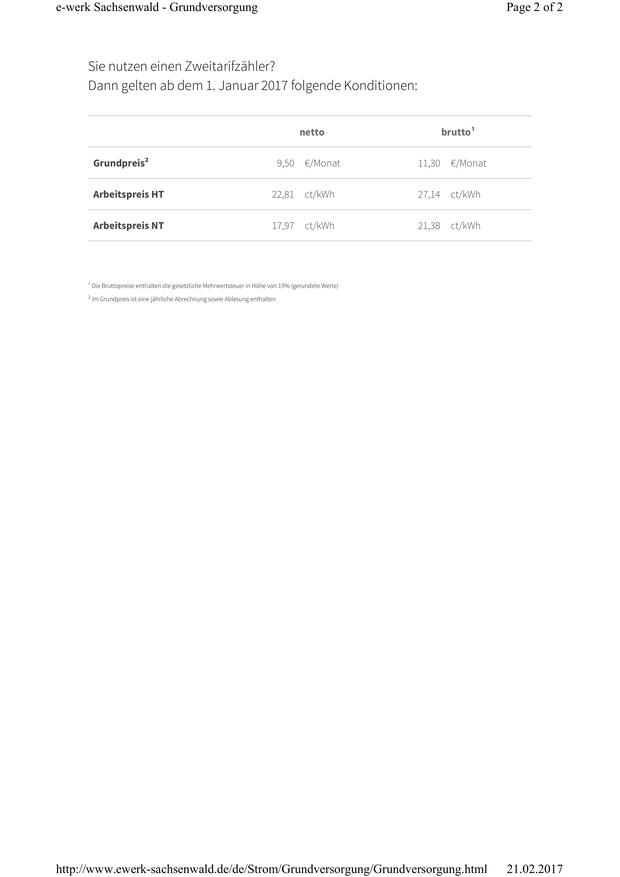 e-werk Sachsenwald - Grundversorgung Page 2 of 2
Sie nutzen einen Zweitarifzähler?
Dann gelten ab dem 1. Januar 2017 folgende Konditionen:
netto brutto¹
Grundpreis² 9,50 €/Monat 11,30 €/Monat
Arbeitspreis HT 22,81 ct/kWh 27,14 ct/kWh
Arbeitspreis NT 17,97 ct/kWh 21,38 ct/kWh
¹ Die Bruttopreise enthalten die gesetzliche Mehrwertsteuer in Höhe von 19% (gerundete Werte)
² Im Grundpreis ist eine jährliche Abrechnung sowie Ablesung enthalten
http://www.ewerk-sachsenwald.de/de/Strom/Grundversorgung/Grundversorgung.html 21.02.2017